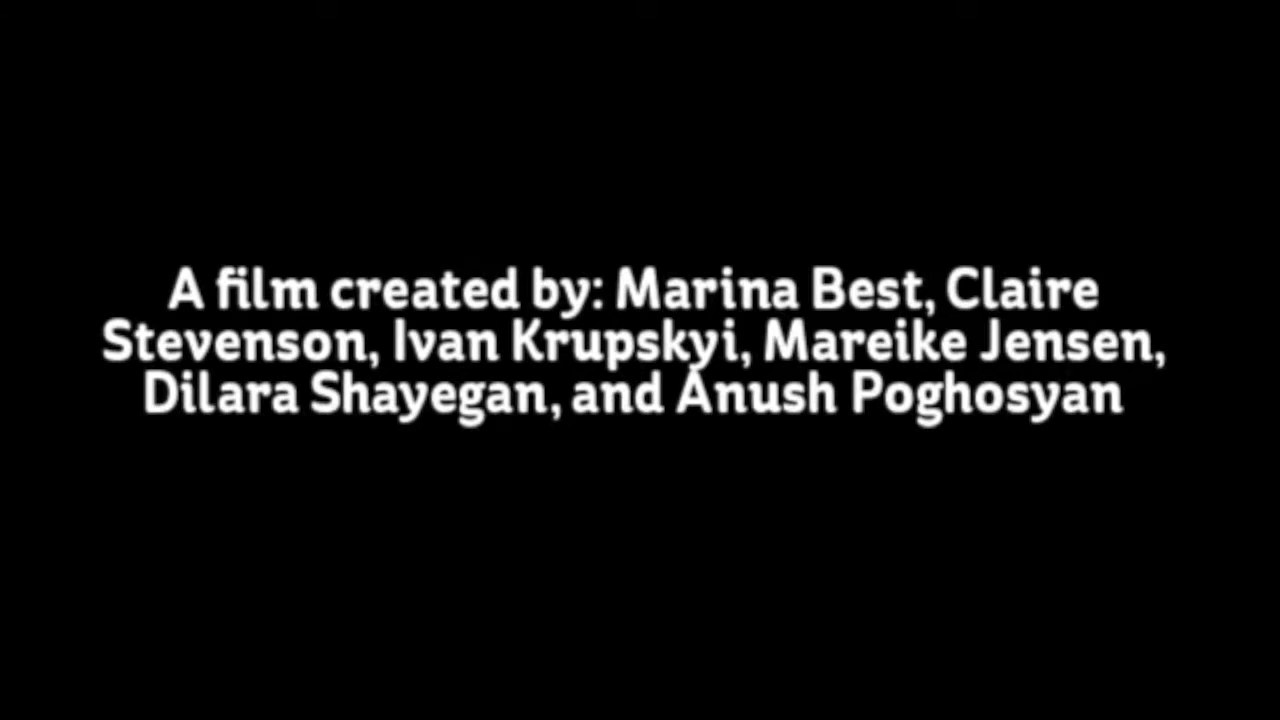 A film created by: Marina Best, Claire
Stevenson, Ivan Krupskyi, Mareike Jensen,
Dilara Shayegan, and Anush Poghosyan